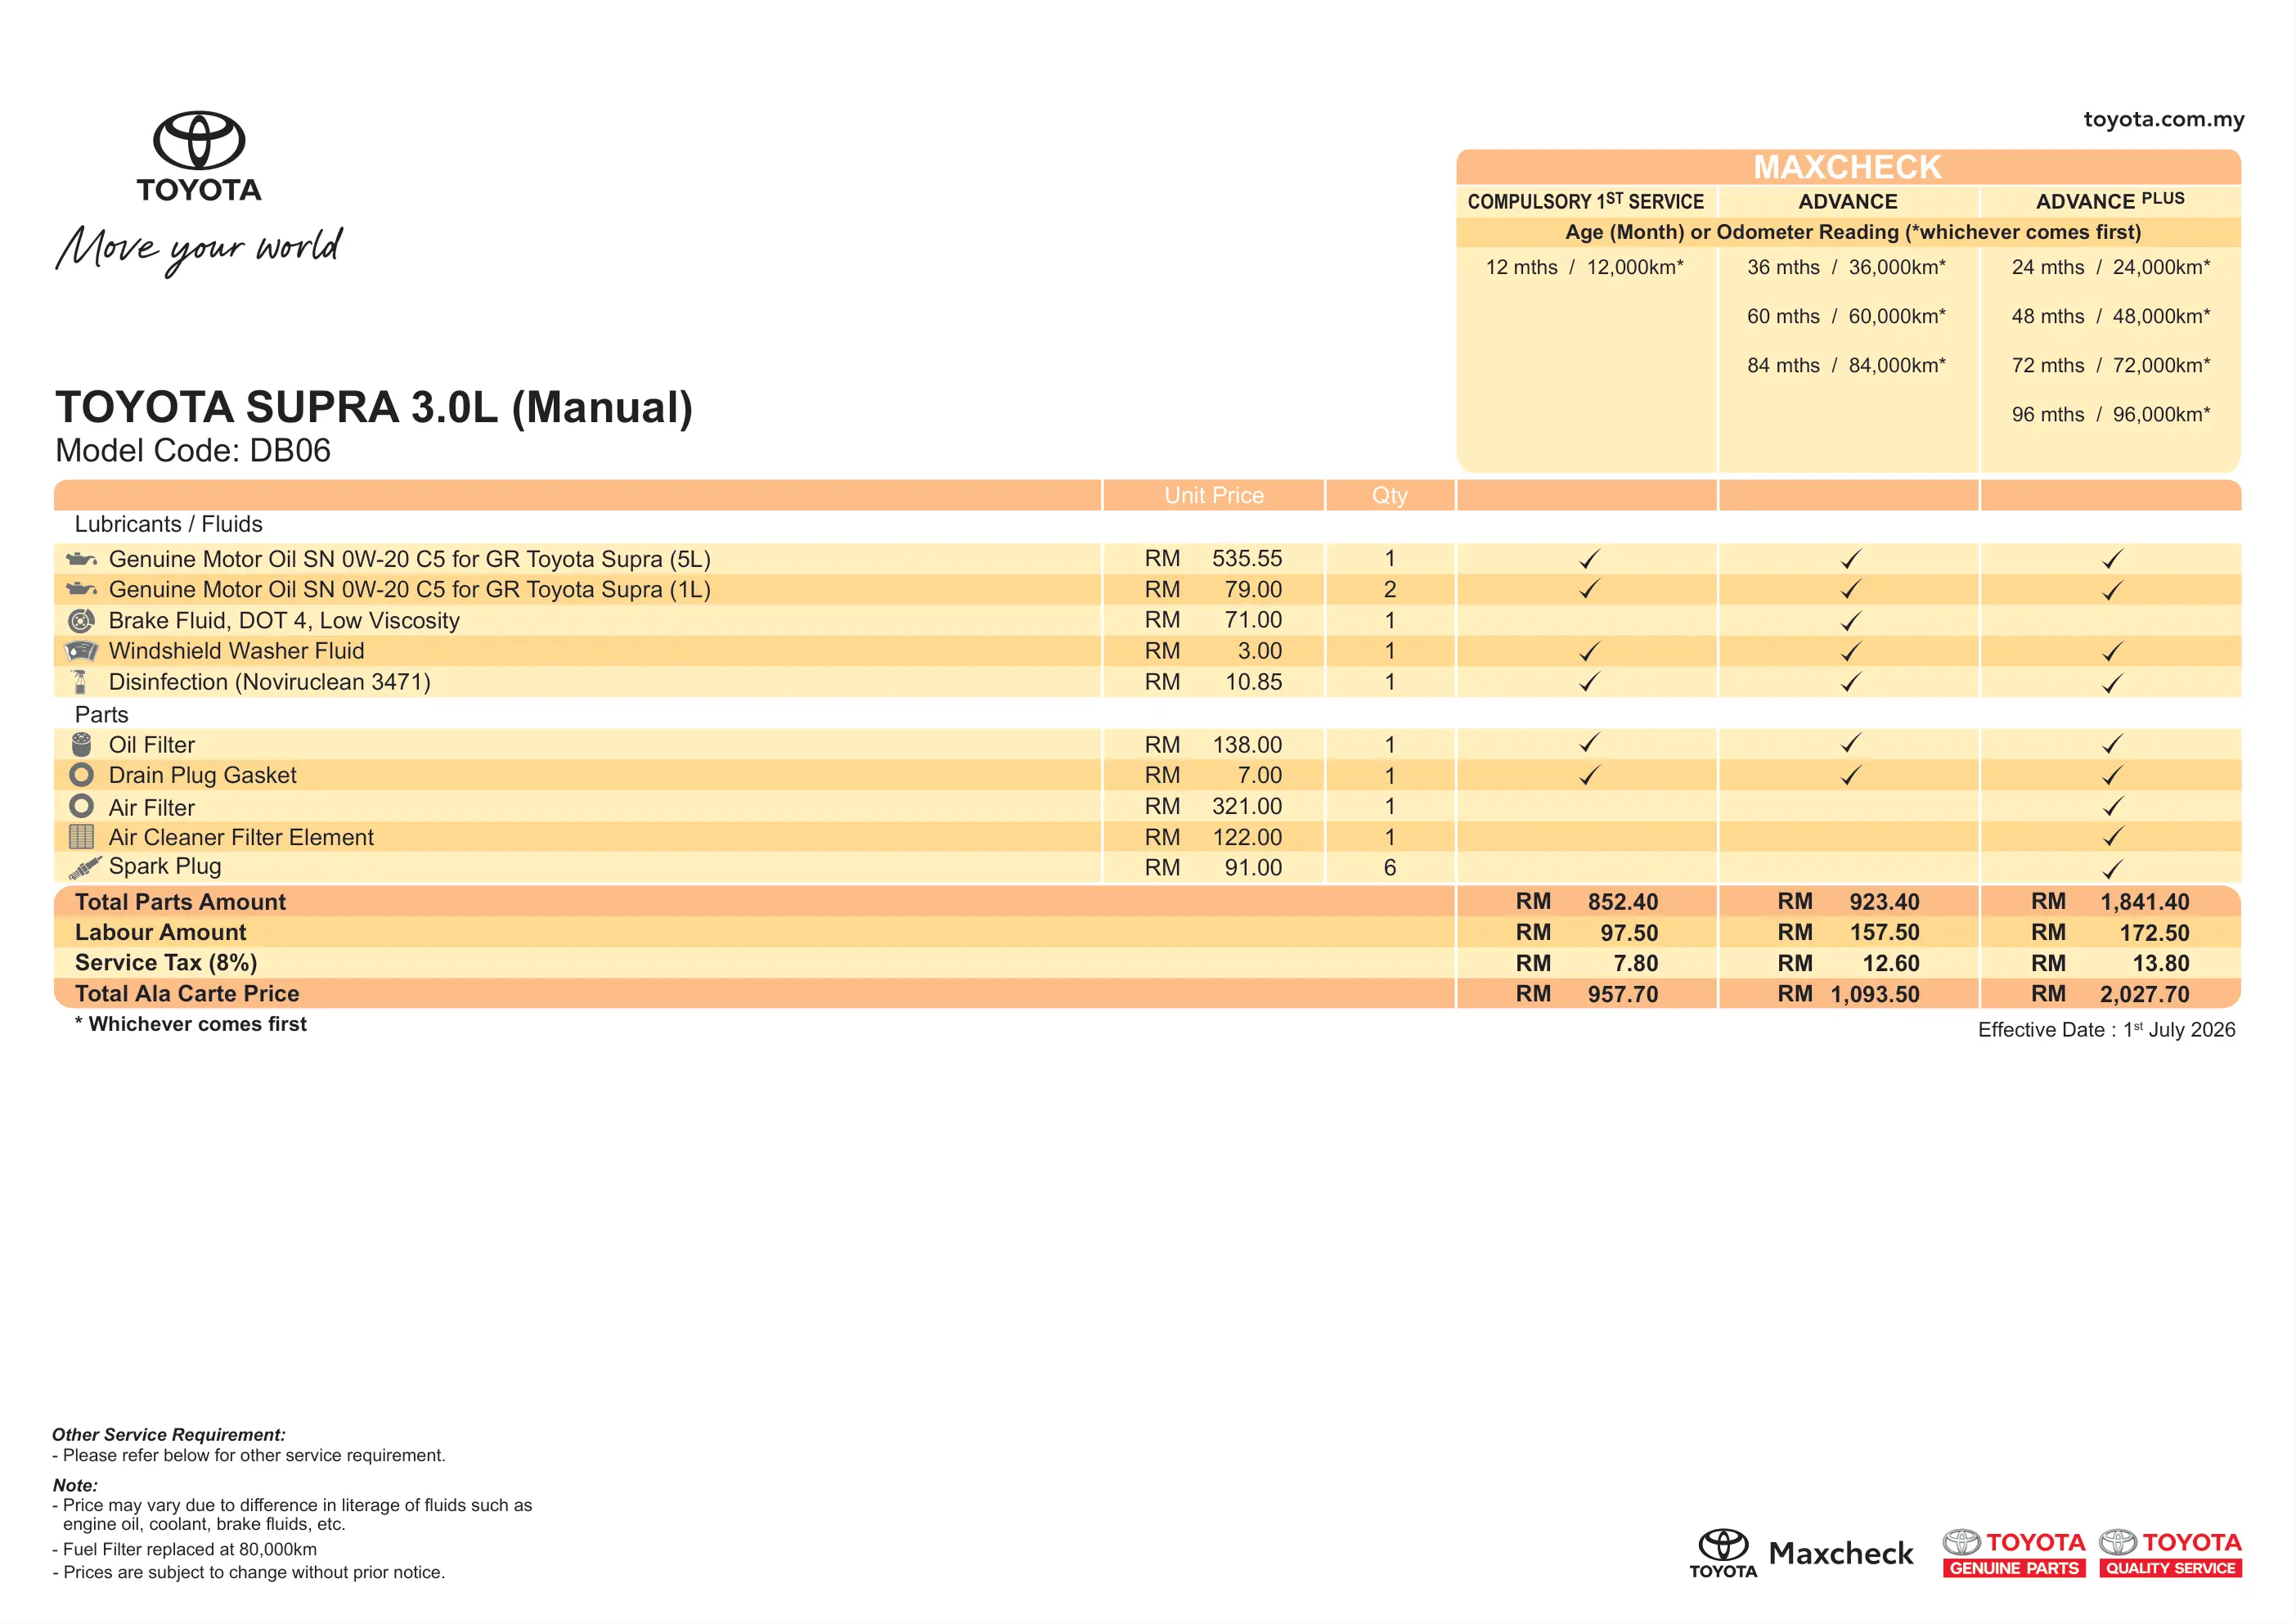 toyota.com.my
TOYOTA
Move your world
MAXCHECK
COMPULSORY 1ST SERVICE ADVANCE ADVANCE PLUS
Age (Month) or Odometer Reading (*whichever comes first)
12 mths / 12,000km* 36 mths / 36,000km* 24 mths / 24,000km*
60 mths / 60,000km* 48 mths / 48,000km*
84 mths / 84,000km* 72 mths / 72,000km*
96 mths / 96,000km*
TOYOTA SUPRA 3.0L (Manual)
Model Code: DB06
Unit Price Qty
Lubricants / Fluids
Genuine Motor Oil SN 0W-20 C5 for GR Toyota Supra (5L) RM 535.55 1 ✓ ✓ ✓
Genuine Motor Oil SN 0W-20 C5 for GR Toyota Supra (1L) RM 79.00 2 ✓ ✓ ✓
Brake Fluid, DOT 4, Low Viscosity RM 71.00 1 ✓
Windshield Washer Fluid RM 3.00 1 ✓ ✓ ✓
Disinfection (Noviruclean 3471) RM 10.85 1 ✓ ✓ ✓
Parts
Oil Filter RM 138.00 1 ✓ ✓ ✓
Drain Plug Gasket RM 7.00 1 ✓ ✓ ✓
Air Filter RM 321.00 1 ✓
Air Cleaner Filter Element RM 122.00 1 ✓
Spark Plug RM 91.00 6 ✓
Total Parts Amount RM 852.40 RM 923.40 RM 1,841.40
Labour Amount RM 97.50 RM 157.50 RM 172.50
Service Tax (8%) RM 7.80 RM 12.60 RM 13.80
Total Ala Carte Price RM 957.70 RM 1,093.50 RM 2,027.70
* Whichever comes first
Effective Date : 1st July 2026
Other Service Requirement:
- Please refer below for other service requirement.
Note:
- Price may vary due to difference in literage of fluids such as
engine oil, coolant, brake fluids, etc.
- Fuel Filter replaced at 80,000km
- Prices are subject to change without prior notice.
TOYOTA Maxcheck
TOYOTA GENUINE PARTS
TOYOTA QUALITY SERVICE